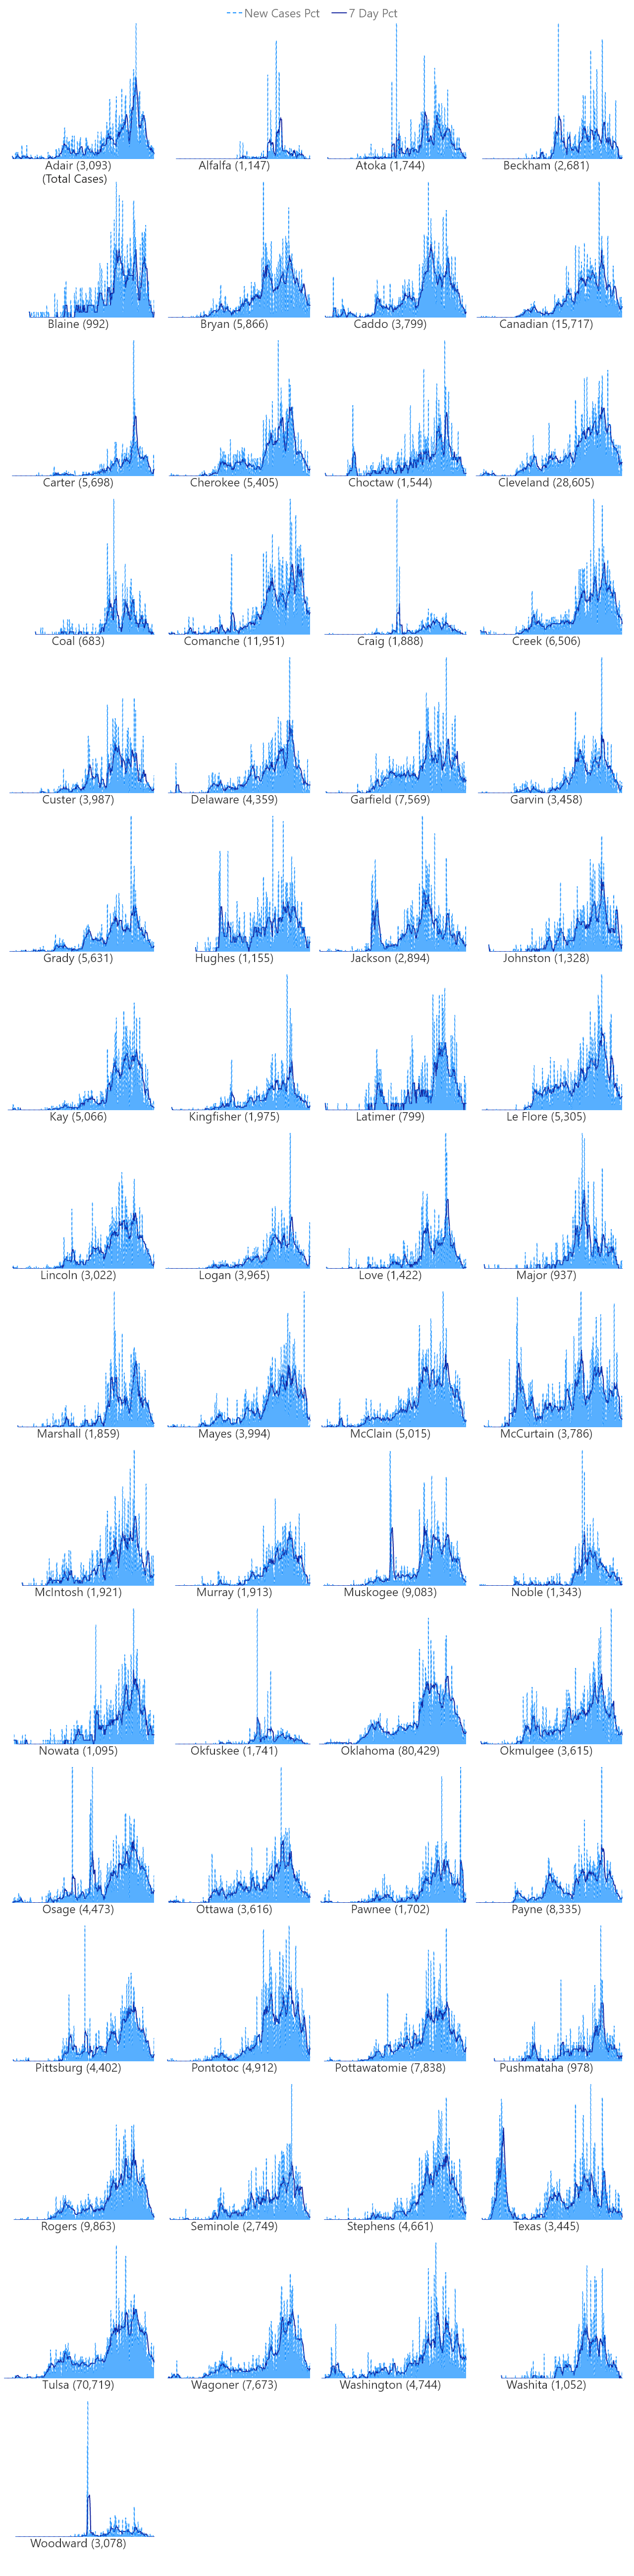 New Cases Pct 7 Day Pct
Adair (3,093) Alfalfa (1,147) Atoka (1,744) Beckham (2,681)
(Total Cases)
Blaine (992) Bryan (5,866) Caddo (3,799) Canadian (15,717)
Carter (5,698) Cherokee (5,405) Choctaw (1,544) Cleveland (28,605)
Coal (683) Comanche (11,951) Craig (1,888) Creek (6,506)
Custer (3,987) Delaware (4,359) Garfield (7,569) Garvin (3,458)
Grady (5,631) Hughes (1,155) Jackson (2,894) Johnston (1,328)
Kay (5,066) Kingfisher (1,975) Latimer (799) Le Flore (5,305)
Lincoln (3,022) Logan (3,965) Love (1,422) Major (937)
Marshall (1,859) Mayes (3,994) McClain (5,015) McCurtain (3,786)
McIntosh (1,921) Murray (1,913) Muskogee (9,083) Noble (1,343)
Nowata (1,095) Okfuskee (1,741) Oklahoma (80,429) Okmulgee (3,615)
Osage (4,473) Ottawa (3,616) Pawnee (1,702) Payne (8,335)
Pittsburg (4,402) Pontotoc (4,912) Pottawatomie (7,838) Pushmataha (978)
Rogers (9,863) Seminole (2,749) Stephens (4,661) Texas (3,445)
Tulsa (70,719) Wagoner (7,673) Washington (4,744) Washita (1,052)
Woodward (3,078)